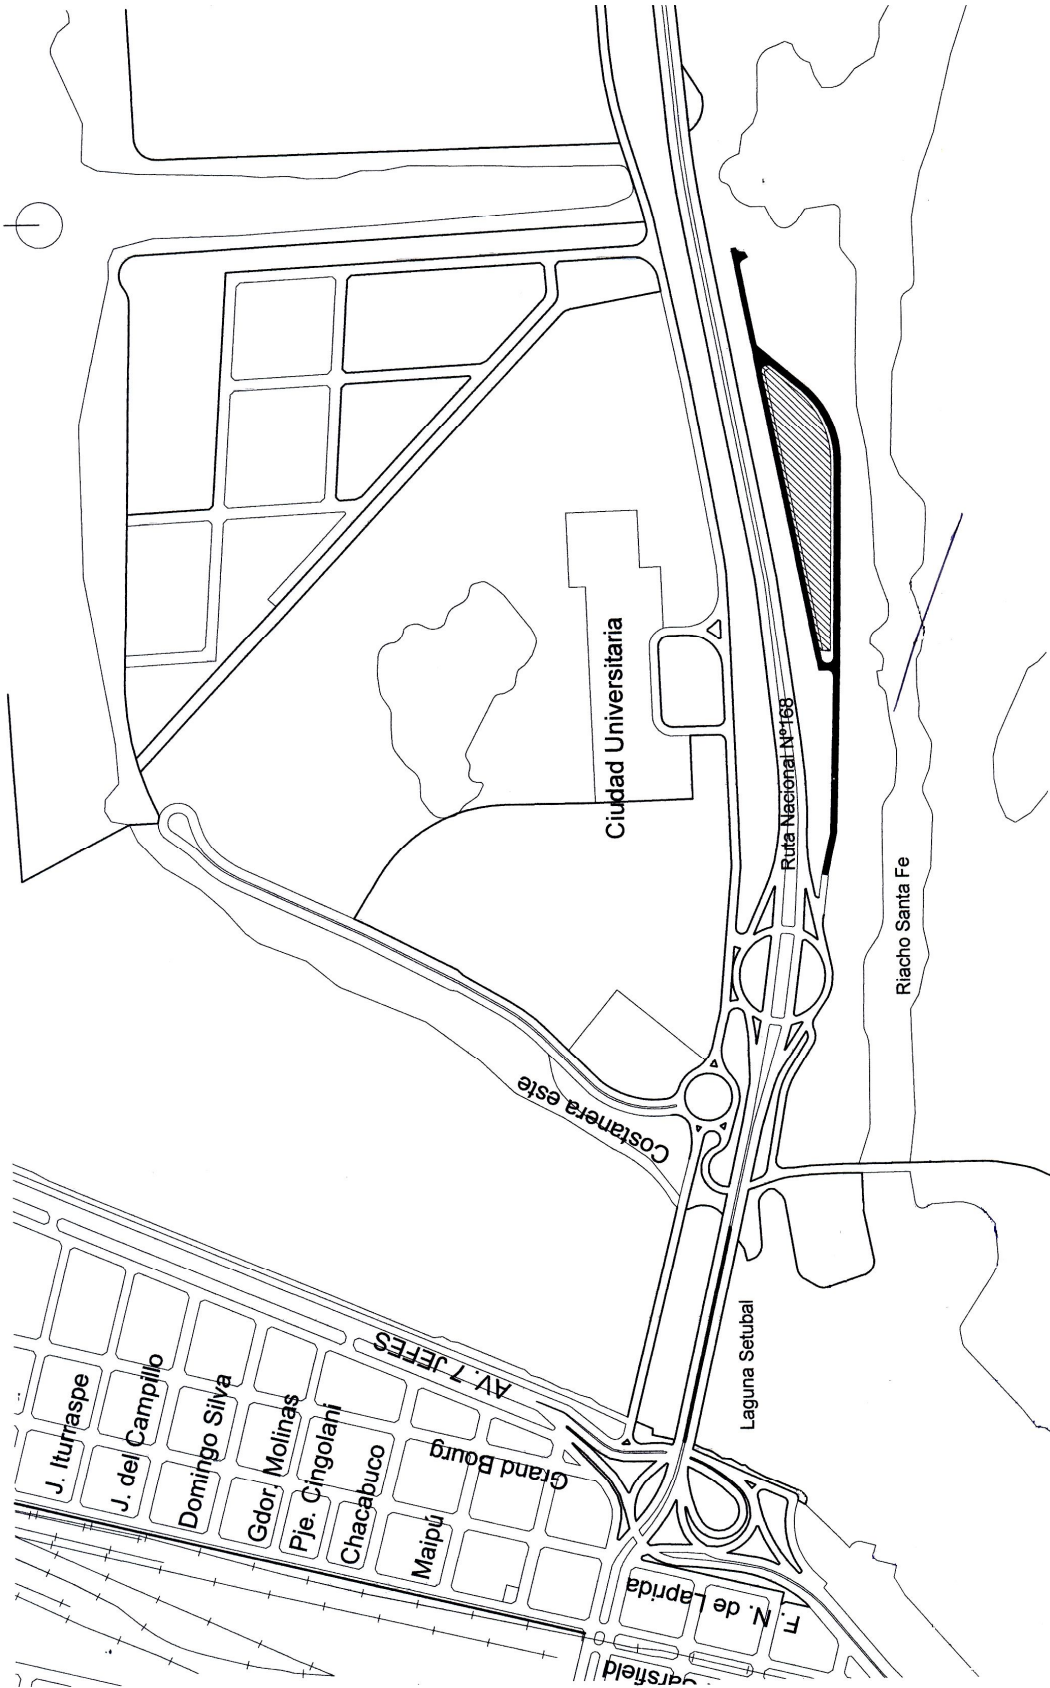 Ciudad Universitaria
Ruta Nacional Nº168
Riacho Santa Fe
Costanera este
Laguna Setubal
AV. 7 JEFES
J. Iturraspe
J. del Campillo
Domingo Silva
Gdor. Molinas
Pje. Cingolani
Chacabuco
Maipú
Grand Bourg
F. N. de Laprida